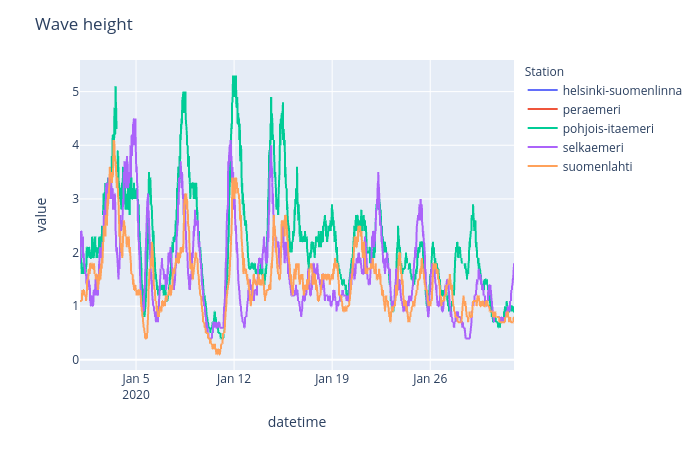 Wave height
Station
helsinki-suomenlinna
peraemeri
pohjois-itaemeri
selkaemeri
suomenlahti
value
5
4
3
2
1
0
Jan 5
2020
Jan 12
Jan 19
Jan 26
datetime